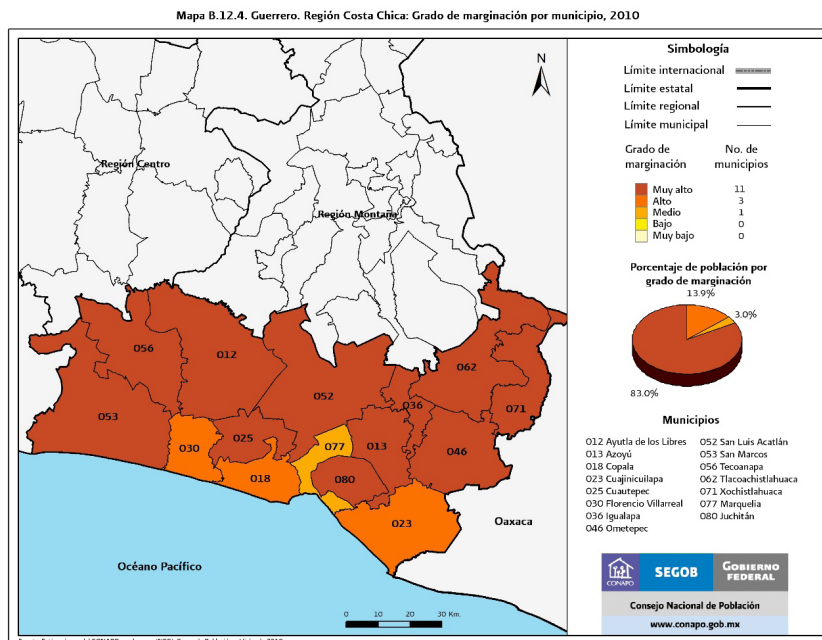 Mapa B.12.4. Guerrero. Región Costa Chica: Grado de marginación por municipio, 2010
N
Región Centro
Región Montaña
056
012
052
062
036
071
053
030
025
077
013
046
018
080
023
Oaxaca
Océano Pacífico
0 10 20 30 Km.
Simbología
Límite internacional
Límite estatal
Límite regional
Límite municipal
Grado de marginación No. de municipios
Muy alto 11
Alto 3
Medio 1
Bajo 0
Muy bajo 0
Porcentaje de población por
grado de marginación
13.9%
3.0%
83.0%
Municipios
012 Ayutla de los Libres
013 Azoyú
018 Copala
023 Cuajinicuilapa
025 Cuautepec
030 Florencio Villarreal
036 Igualapa
046 Ometepec
052 San Luis Acatlán
053 San Marcos
056 Tecoanapa
062 Tlacoachistlahuaca
071 Xochistlahuaca
077 Marquelia
080 Juchitán
CONAPO
SEGOB
GOBIERNO
FEDERAL
Consejo Nacional de Población
www.conapo.gob.mx